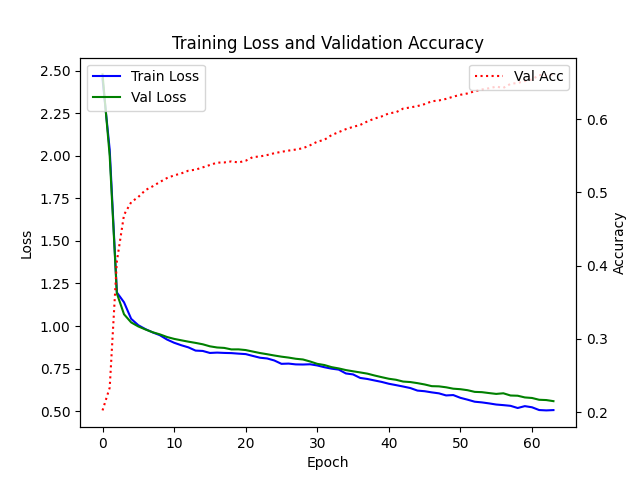 Training Loss and Validation Accuracy
Train Loss
Val Loss
Val Acc
2.50
2.25
2.00
1.75
1.50
1.25
1.00
0.75
0.50
Loss
0.6
0.5
0.4
0.3
0.2
Accuracy
0 10 20 30 40 50 60
Epoch